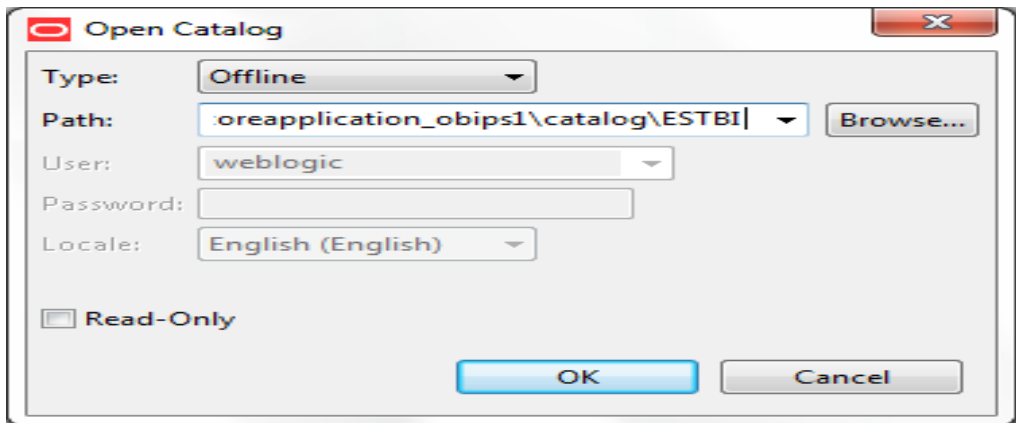 Open Catalog
Type: Offline
Path: :oreapplication_obips1\catalog\ESTBI Browse...
User: weblogic
Password:
Locale: English (English)
Read-Only
OK Cancel